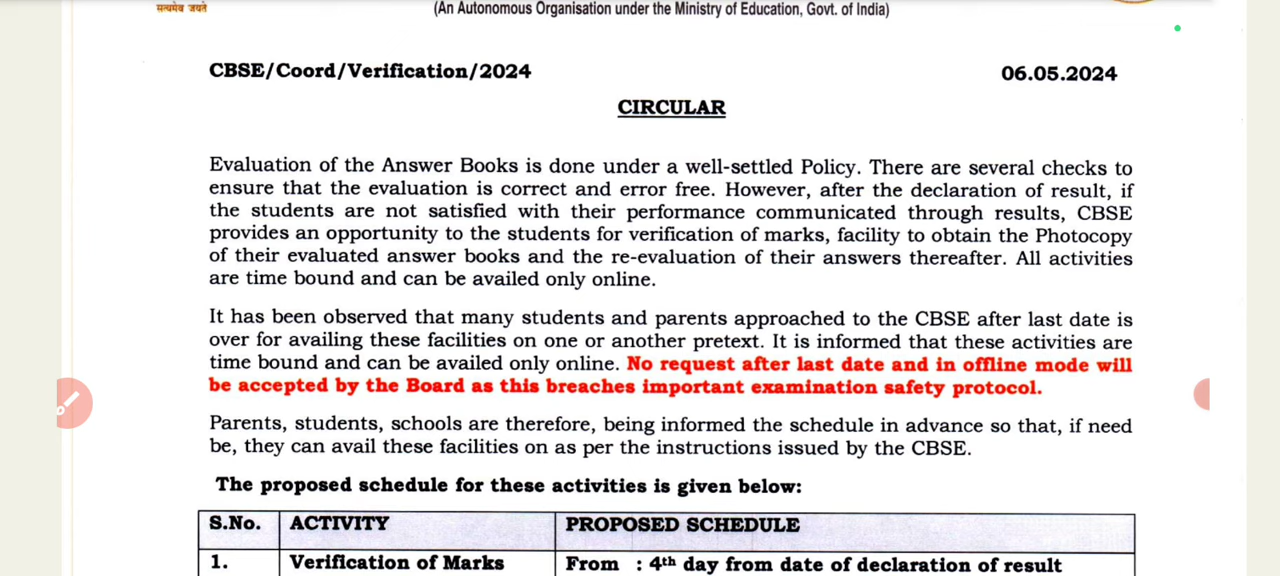 सत्यमेव जयते
(An Autonomous Organisation under the Ministry of Education, Govt. of India)
CBSE/Coord/Verification/2024 06.05.2024
CIRCULAR
Evaluation of the Answer Books is done under a well-settled Policy. There are several checks to
ensure that the evaluation is correct and error free. However, after the declaration of result, if
the students are not satisfied with their performance communicated through results, CBSE
provides an opportunity to the students for verification of marks, facility to obtain the Photocopy
of their evaluated answer books and the re-evaluation of their answers thereafter. All activities
are time bound and can be availed only online.
It has been observed that many students and parents approached to the CBSE after last date is
over for availing these facilities on one or another pretext. It is informed that these activities are
time bound and can be availed only online. No request after last date and in offline mode will
be accepted by the Board as this breaches important examination safety protocol.
Parents, students, schools are therefore, being informed the schedule in advance so that, if need
be, they can avail these facilities on as per the instructions issued by the CBSE.
The proposed schedule for these activities is given below:
S.No. ACTIVITY PROPOSED SCHEDULE
1. Verification of Marks From : 4th day from date of declaration of result